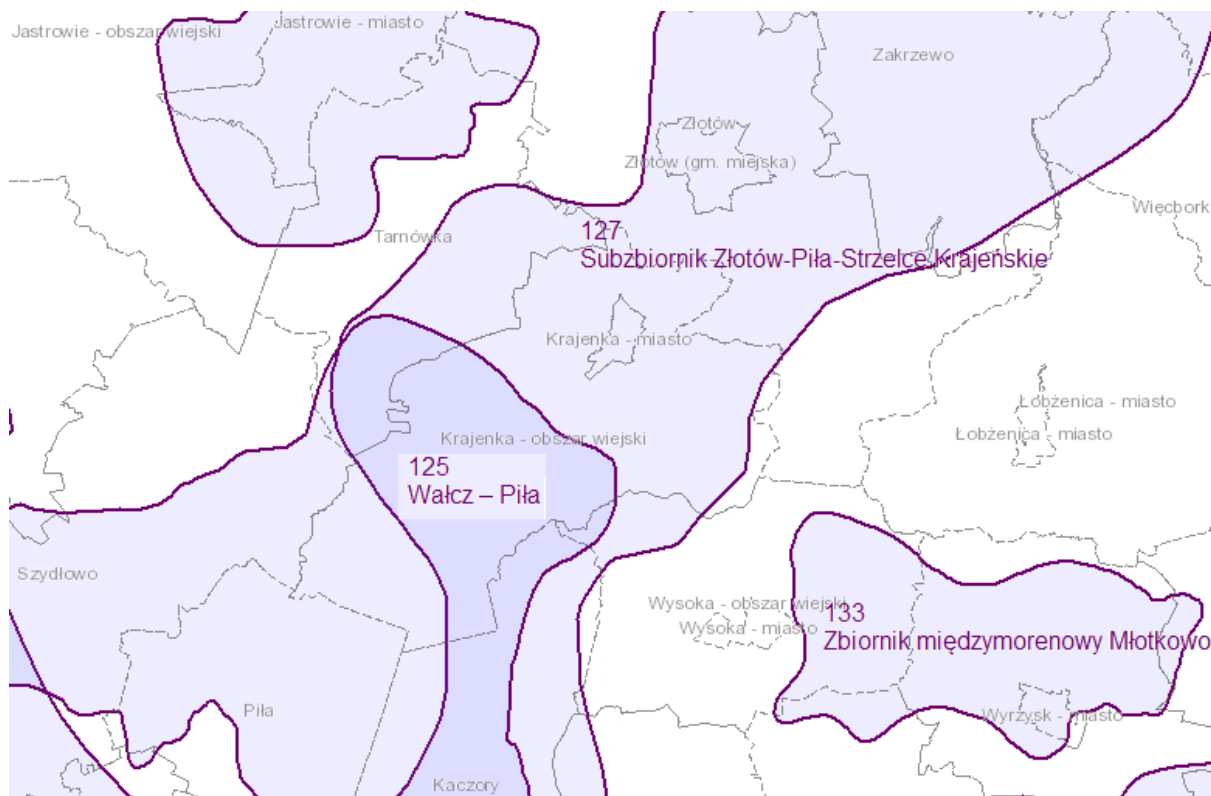 Jastrowie - miasto
Jastrowie - obszar wiejski
Zakrzewo
Złotów
Złotów (gm. miejska)
Więcbork
127
Tarnówka
Subzbiornik Złotów-Piła-Strzelce Krajeńskie
Krajenka - miasto
Łobżenica - miasto
Łobżenica - miasto
Krajenka - obszar wiejski
125
Wałcz – Piła
Szydłowo
Wysoka - obszar wiejski
133
Wysoka - miasto
Zbiornik międzymorenowy Młotkowo
Piła
Wyrzysk - miasto
Kaczory